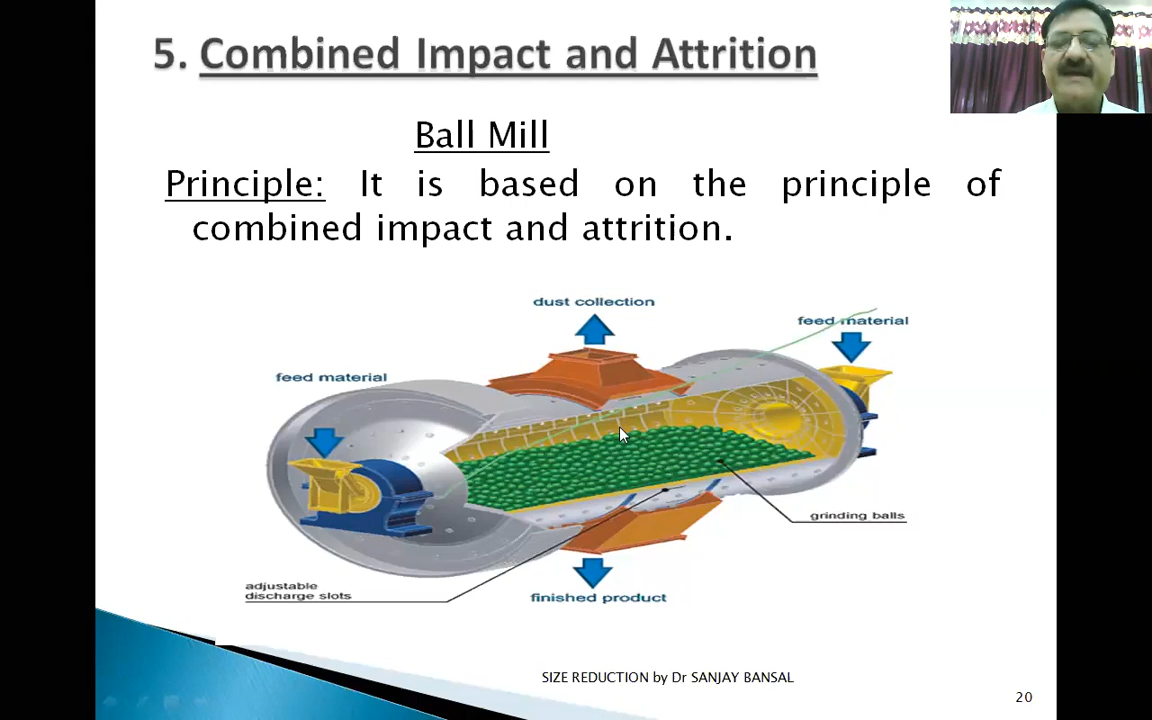 5. Combined Impact and Attrition
Ball Mill
Principle: It is based on the principle of
combined impact and attrition.
dust collection
feed material
feed material
grinding balls
adjustable
discharge slots
finished product
SIZE REDUCTION by Dr SANJAY BANSAL
20